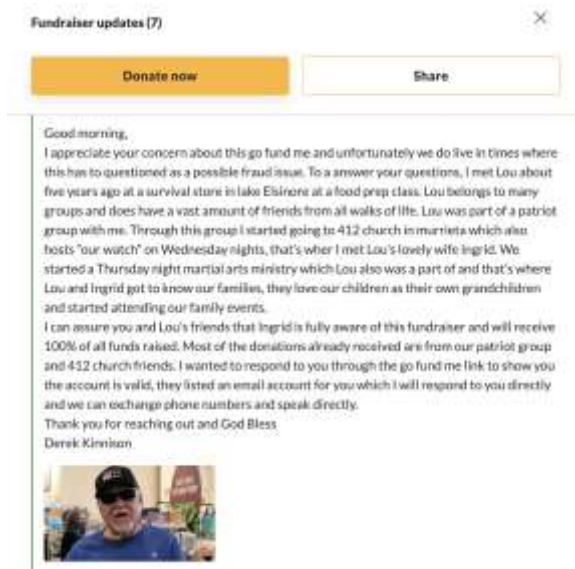 Fundraiser updates (7)
Donate now
Share
Good morning,
I appreciate your concern about this go fund me and unfortunately we do live in times where
this has to questioned as a possible fraud issue. To a answer your questions, I met Lou about
five years ago at a survival store in lake Elsinore at a food prep class. Lou belongs to many
groups and does have a vast amount of friends from all walks of life. Lou was part of a patriot
group with me. Through this group I started going to 412 church in murrieta which also
hosts "our watch" on Wednesday nights, that's wher I met Lou's lovely wife Ingrid. We
started a Thursday night martial arts ministry which Lou also was a part of and that's where
Lou and Ingrid got to know our families, they love our children as their own grandchildren
and started attending our family events.
I can assure you and Lou's friends that Ingrid is fully aware of this fundraiser and will receive
100% of all funds raised. Most of the donations already received are from our patriot group
and 412 church friends. I wanted to respond to you through the go fund me link to show you
the account is valid, they listed an email account for you which I will respond to you directly
and we can exchange phone numbers and speak directly.
Thank you for reaching out and God Bless
Derek Kinnison